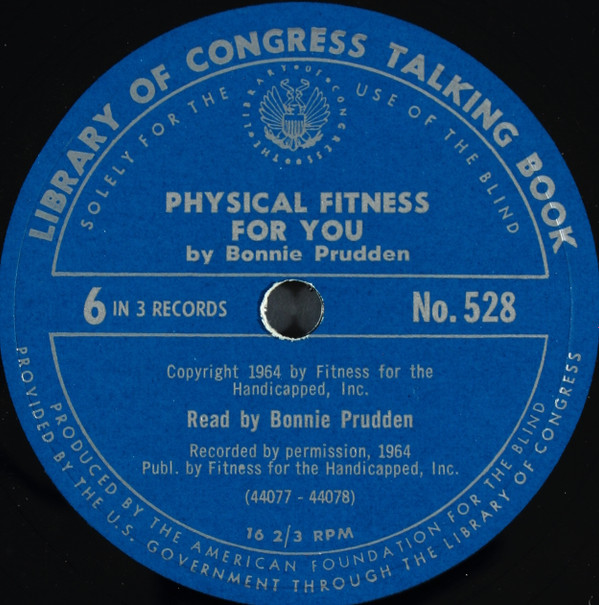 LIBRARY OF CONGRESS TALKING BOOK
SOLELY FOR THE USE OF THE BLIND
THE LIBRARY OF CONGRESS
PHYSICAL FITNESS
FOR YOU
by Bonnie Prudden
6 IN 3 RECORDS
No. 528
Copyright 1964 by Fitness for the
Handicapped, Inc.
Read by Bonnie Prudden
Recorded by permission, 1964
Publ. by Fitness for the Handicapped, Inc.
(44077 - 44078)
16 2/3 RPM
PRODUCED BY THE AMERICAN FOUNDATION FOR THE BLIND
PROVIDED BY THE U.S. GOVERNMENT THROUGH THE LIBRARY OF CONGRESS